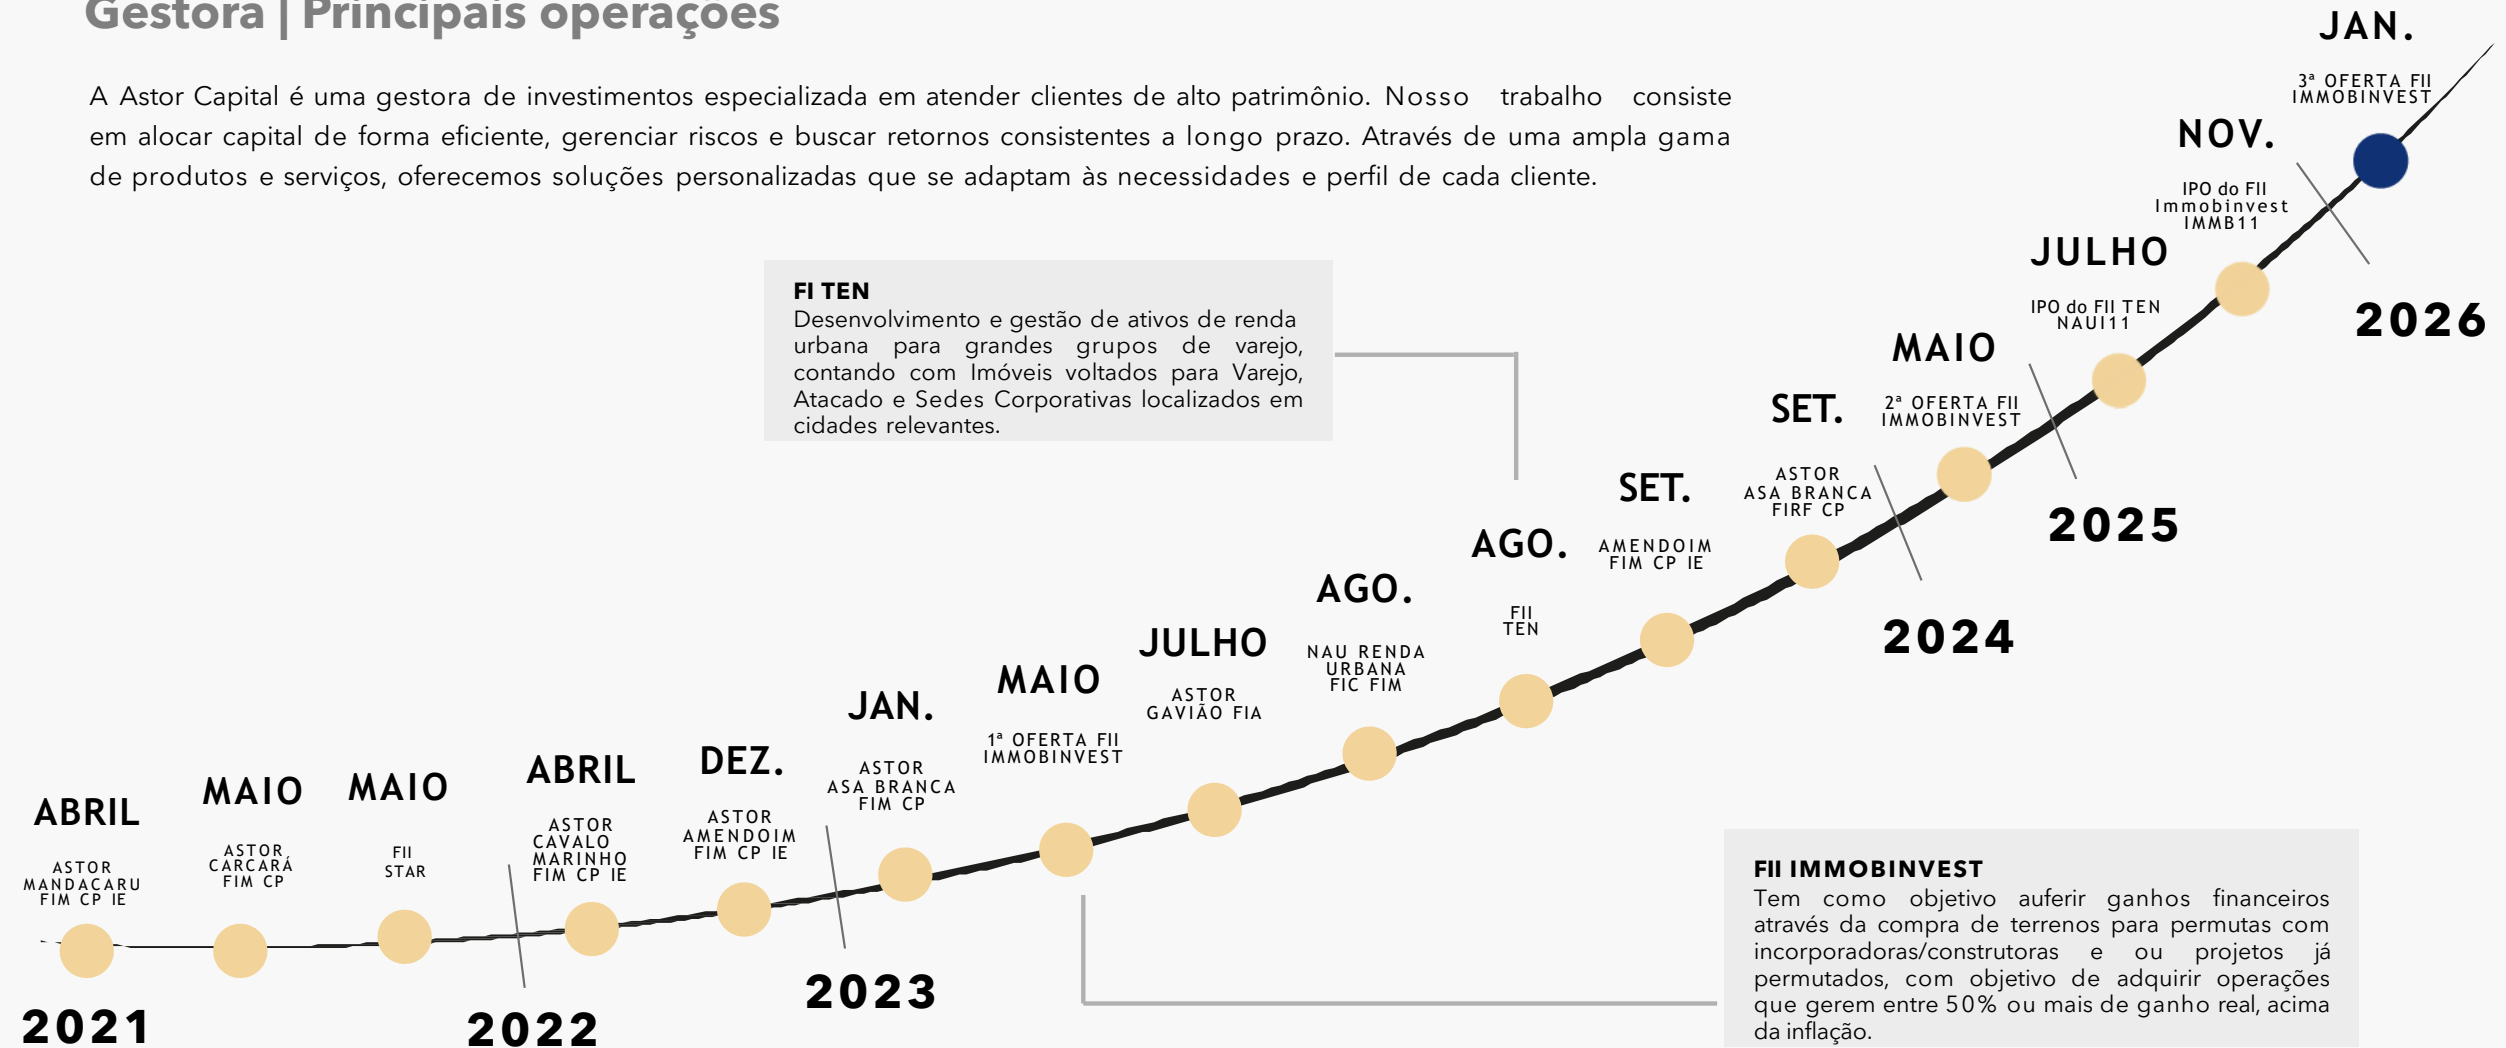 Gestora | Principais operações
A Astor Capital é uma gestora de investimentos especializada em atender clientes de alto patrimônio. Nosso trabalho consiste
em alocar capital de forma eficiente, gerenciar riscos e buscar retornos consistentes a longo prazo. Através de uma ampla gama
de produtos e serviços, oferecemos soluções personalizadas que se adaptam às necessidades e perfil de cada cliente.
FI TEN
Desenvolvimento e gestão de ativos de renda
urbana para grandes grupos de varejo,
contando com Imóveis voltados para Varejo,
Atacado e Sedes Corporativas localizados em
cidades relevantes.
ABRIL
ASTOR
MANDACARU
FIM CP IE
2021
MAIO
ASTOR
CARCARÁ
FIM CP
MAIO
FII
STAR
ABRIL
ASTOR
CAVALO
MARINHO
FIM CP IE
2022
DEZ.
ASTOR
AMENDOIM
FIM CP IE
JAN.
ASTOR
ASA BRANCA
FIM CP
2023
MAIO
1ª OFERTA FII
IMMOBINVEST
JULHO
ASTOR
GAVIÃO FIA
AGO.
NAU RENDA
URBANA
FIC FIM
AGO.
FII
TEN
SET.
AMENDOIM
FIM CP IE
SET.
ASTOR
ASA BRANCA
FIRF CP
2024
MAIO
2ª OFERTA FII
IMMOBINVEST
2025
JULHO
IPO do FII TEN
NAUI11
NOV.
IPO do FII
Immobinvest
IMMB11
2026
JAN.
3ª OFERTA FII
IMMOBINVEST
FII IMMOBINVEST
Tem como objetivo auferir ganhos financeiros
através da compra de terrenos para permutas com
incorporadoras/construtoras e ou projetos já
permutados, com objetivo de adquirir operações
que gerem entre 50% ou mais de ganho real, acima
da inflação.